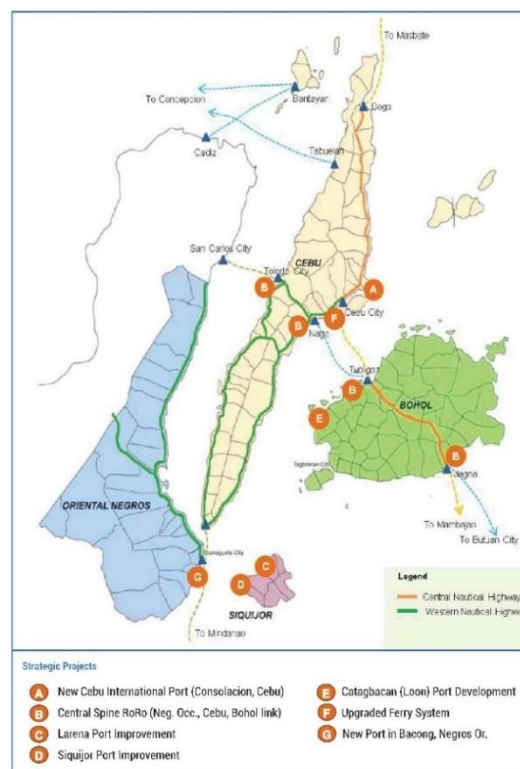 To Masbate
To Concepcion
Bantayan
Bogo
Cadiz
Tabuelan
San Carlos City
CEBU
Toledo City
B
A
Cebu City
B
F
Naga
Tubigon
B
E
BOHOL
Tagbilaran City
B
Jagna
ORIENTAL NEGROS
To Mambajao
To Butuan City
Dumaguete City
C
G
D
SIQUIJOR
To Mindanao
Legend
Central Nautical Highway
Western Nautical Highway
Strategic Projects
A New Cebu International Port (Consolacion, Cebu)
B Central Spine RoRo (Neg. Occ., Cebu, Bohol link)
C Larena Port Improvement
D Siquijor Port Improvement
E Catagbacan (Loon) Port Development
F Upgraded Ferry System
G New Port in Bacong, Negros Or.